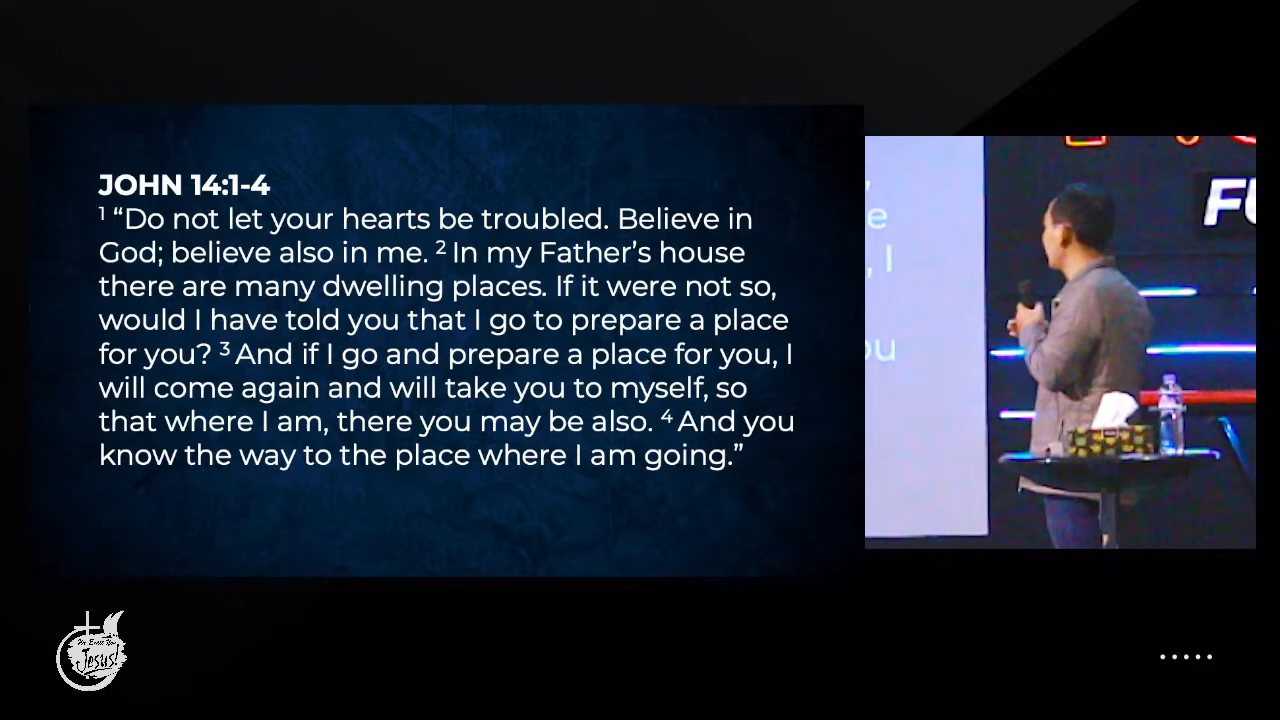 JOHN 14:1-4
¹ “Do not let your hearts be troubled. Believe in
God; believe also in me. ² In my Father’s house
there are many dwelling places. If it were not so,
would I have told you that I go to prepare a place
for you? ³ And if I go and prepare a place for you, I
will come again and will take you to myself, so
that where I am, there you may be also. ⁴ And you
know the way to the place where I am going.”
e
, I
ou
FU
Jesus!